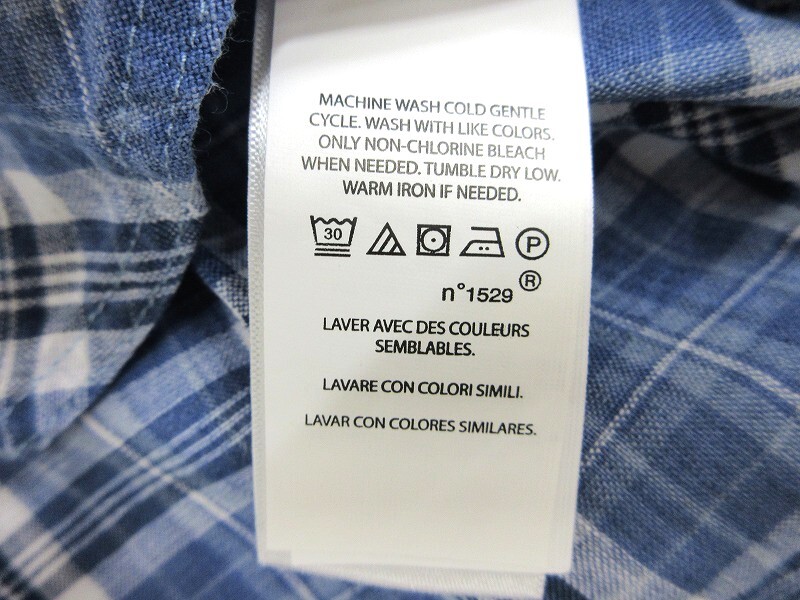 MACHINE WASH COLD GENTLE
CYCLE. WASH WITH LIKE COLORS.
ONLY NON-CHLORINE BLEACH
WHEN NEEDED. TUMBLE DRY LOW.
WARM IRON IF NEEDED.
30 P
n°1529 ®
LAVER AVEC DES COULEURS
SEMBLABLES.
LAVARE CON COLORI SIMILI.
LAVAR CON COLORES SIMILARES.